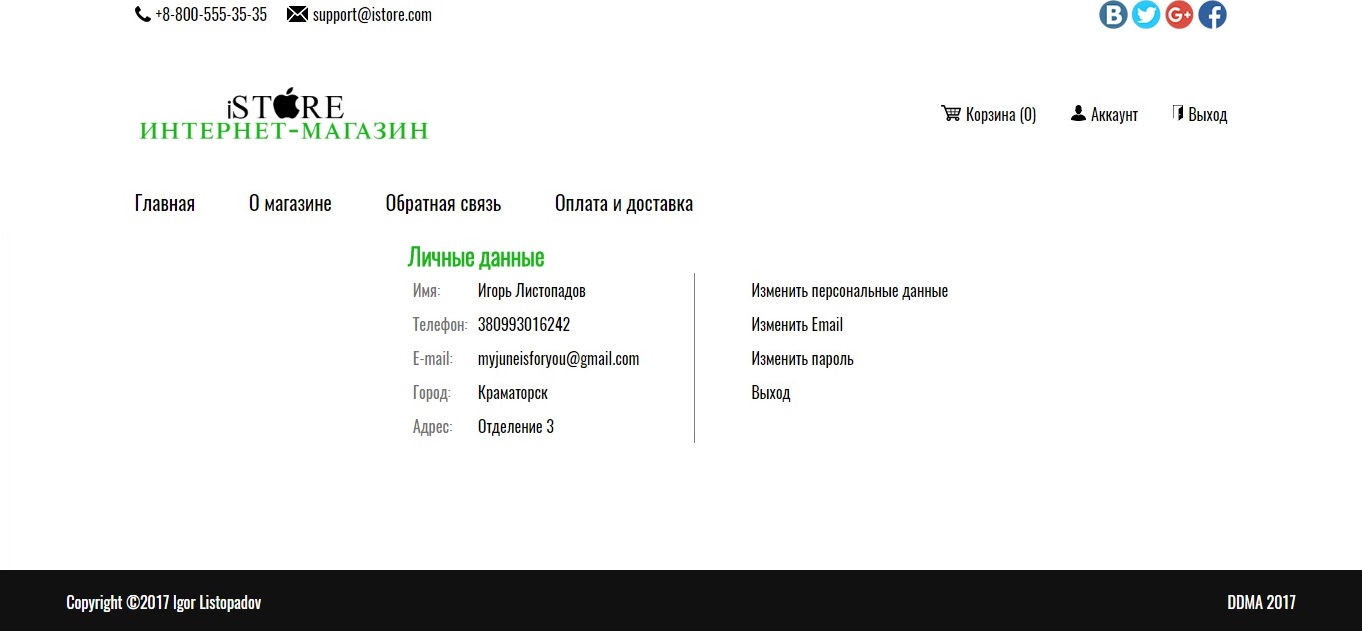 +8-800-555-35-35 support@istore.com
iSTORE
ИНТЕРНЕТ-МАГАЗИН
Корзина (0) Аккаунт Выход
Главная О магазине Обратная связь Оплата и доставка
Личные данные
Имя: Игорь Листопадов Изменить персональные данные
Телефон: 380993016242 Изменить Email
E-mail: myjuneisforyou@gmail.com Изменить пароль
Город: Краматорск Выход
Адрес: Отделение 3
Copyright ©2017 Igor Listopadov DDMA 2017